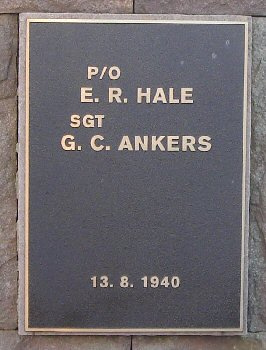 P/O
E. R. HALE
SGT
G. C. ANKERS
13. 8. 1940